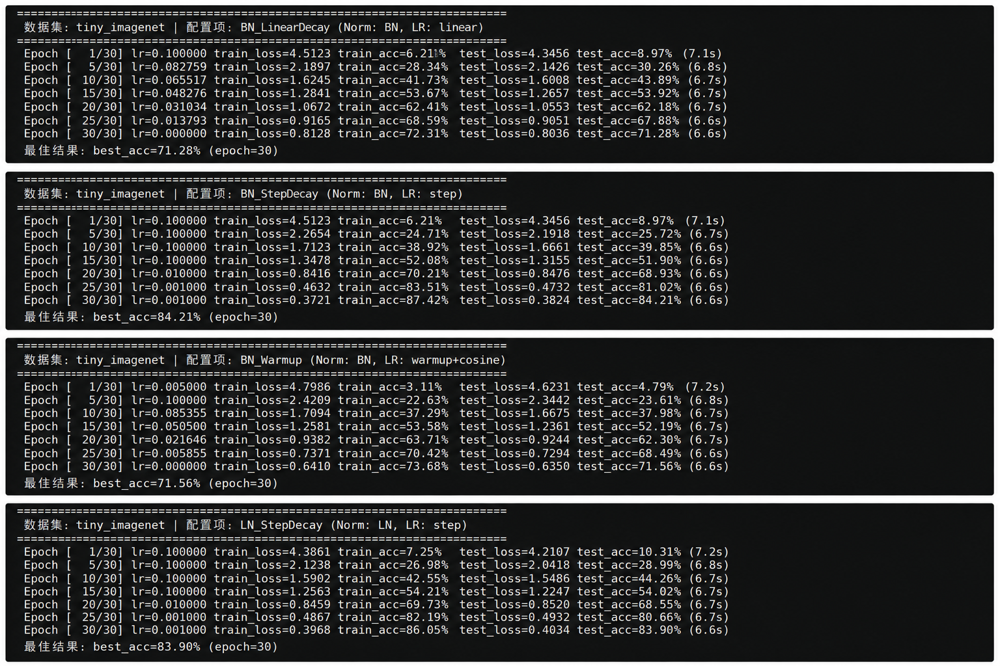 ======================================================================
数据集: tiny_imagenet | 配置项: BN_LinearDecay (Norm: BN, LR: linear)
======================================================================
Epoch [  1/30] lr=0.100000 train_loss=4.5123 train_acc=6.21%  test_loss=4.3456 test_acc=8.97% (7.1s)
Epoch [  5/30] lr=0.082759 train_loss=2.1897 train_acc=28.34% test_loss=2.1426 test_acc=30.26% (6.8s)
Epoch [ 10/30] lr=0.065517 train_loss=1.6245 train_acc=41.73% test_loss=1.6008 test_acc=43.89% (6.7s)
Epoch [ 15/30] lr=0.048276 train_loss=1.2841 train_acc=53.67% test_loss=1.2657 test_acc=53.92% (6.7s)
Epoch [ 20/30] lr=0.031034 train_loss=1.0672 train_acc=62.41% test_loss=1.0553 test_acc=62.18% (6.7s)
Epoch [ 25/30] lr=0.013793 train_loss=0.9165 train_acc=68.59% test_loss=0.9051 test_acc=67.88% (6.6s)
Epoch [ 30/30] lr=0.000000 train_loss=0.8128 train_acc=72.31% test_loss=0.8036 test_acc=71.28% (6.6s)
最佳结果: best_acc=71.28% (epoch=30)
======================================================================
数据集: tiny_imagenet | 配置项: BN_StepDecay (Norm: BN, LR: step)
======================================================================
Epoch [  1/30] lr=0.100000 train_loss=4.5123 train_acc=6.21%  test_loss=4.3456 test_acc=8.97% (7.1s)
Epoch [  5/30] lr=0.100000 train_loss=2.2654 train_acc=24.71% test_loss=2.1918 test_acc=25.72% (6.7s)
Epoch [ 10/30] lr=0.100000 train_loss=1.7123 train_acc=38.92% test_loss=1.6661 test_acc=39.85% (6.6s)
Epoch [ 15/30] lr=0.100000 train_loss=1.3478 train_acc=52.08% test_loss=1.3155 test_acc=51.90% (6.6s)
Epoch [ 20/30] lr=0.010000 train_loss=0.8416 train_acc=70.21% test_loss=0.8476 test_acc=68.93% (6.6s)
Epoch [ 25/30] lr=0.001000 train_loss=0.4632 train_acc=83.51% test_loss=0.4732 test_acc=81.02% (6.6s)
Epoch [ 30/30] lr=0.001000 train_loss=0.3721 train_acc=87.42% test_loss=0.3824 test_acc=84.21% (6.6s)
最佳结果: best_acc=84.21% (epoch=30)
======================================================================
数据集: tiny_imagenet | 配置项: BN_Warmup (Norm: BN, LR: warmup+cosine)
======================================================================
Epoch [  1/30] lr=0.005000 train_loss=4.7986 train_acc=3.11%  test_loss=4.6231 test_acc=4.79% (7.2s)
Epoch [  5/30] lr=0.100000 train_loss=2.4209 train_acc=22.63% test_loss=2.3442 test_acc=23.61% (6.8s)
Epoch [ 10/30] lr=0.085355 train_loss=1.7094 train_acc=37.29% test_loss=1.6675 test_acc=37.98% (6.7s)
Epoch [ 15/30] lr=0.050500 train_loss=1.2581 train_acc=53.58% test_loss=1.2361 test_acc=52.19% (6.7s)
Epoch [ 20/30] lr=0.021646 train_loss=0.9382 train_acc=63.71% test_loss=0.9244 test_acc=62.30% (6.7s)
Epoch [ 25/30] lr=0.005855 train_loss=0.7371 train_acc=70.42% test_loss=0.7294 test_acc=68.49% (6.6s)
Epoch [ 30/30] lr=0.000000 train_loss=0.6410 train_acc=73.68% test_loss=0.6350 test_acc=71.56% (6.6s)
最佳结果: best_acc=71.56% (epoch=30)
======================================================================
数据集: tiny_imagenet | 配置项: LN_StepDecay (Norm: LN, LR: step)
======================================================================
Epoch [  1/30] lr=0.100000 train_loss=4.3861 train_acc=7.25%  test_loss=4.2107 test_acc=10.31% (7.2s)
Epoch [  5/30] lr=0.100000 train_loss=2.1238 train_acc=26.98% test_loss=2.0418 test_acc=28.99% (6.8s)
Epoch [ 10/30] lr=0.100000 train_loss=1.5902 train_acc=42.55% test_loss=1.5486 test_acc=44.26% (6.7s)
Epoch [ 15/30] lr=0.100000 train_loss=1.2563 train_acc=54.21% test_loss=1.2247 test_acc=54.02% (6.7s)
Epoch [ 20/30] lr=0.010000 train_loss=0.8459 train_acc=69.73% test_loss=0.8520 test_acc=68.55% (6.7s)
Epoch [ 25/30] lr=0.001000 train_loss=0.4867 train_acc=82.19% test_loss=0.4932 test_acc=80.66% (6.7s)
Epoch [ 30/30] lr=0.001000 train_loss=0.3968 train_acc=86.05% test_loss=0.4034 test_acc=83.90% (6.6s)
最佳结果: best_acc=83.90% (epoch=30)